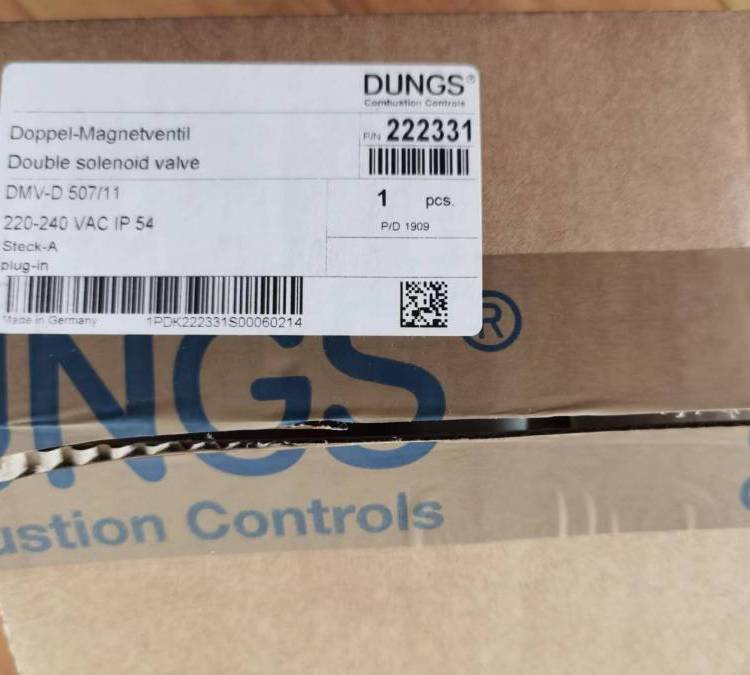 DUNGS®
Combustion Controls
Doppel-Magnetventil
Double solenoid valve
P/N 222331
DMV-D 507/11
220-240 VAC IP 54
Steck-A
plug-in
1 pcs.
P/D 1909
Made in Germany
1PDK222331S00060214
UNGS®
ustion Controls